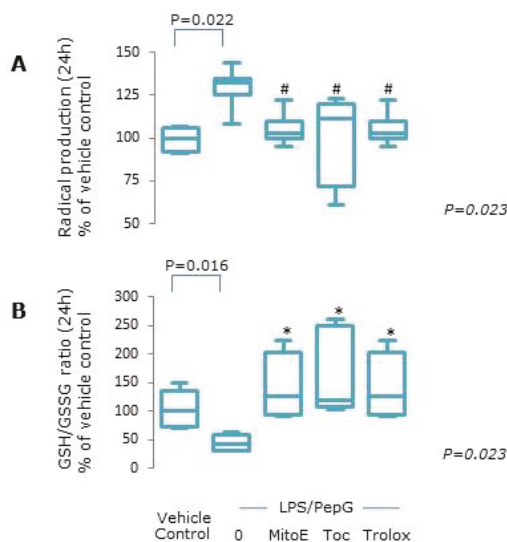 P=0.022
A
Radical production (24h)
% of vehicle control
150
125
100
75
50
# # #
P=0.023
P=0.016
B
GSH/GSSG ratio (24h)
% of vehicle control
300
250
200
150
100
50
0
* * *
P=0.023
LPS/PepG
Vehicle
Control
0 MitoE Toc Trolox